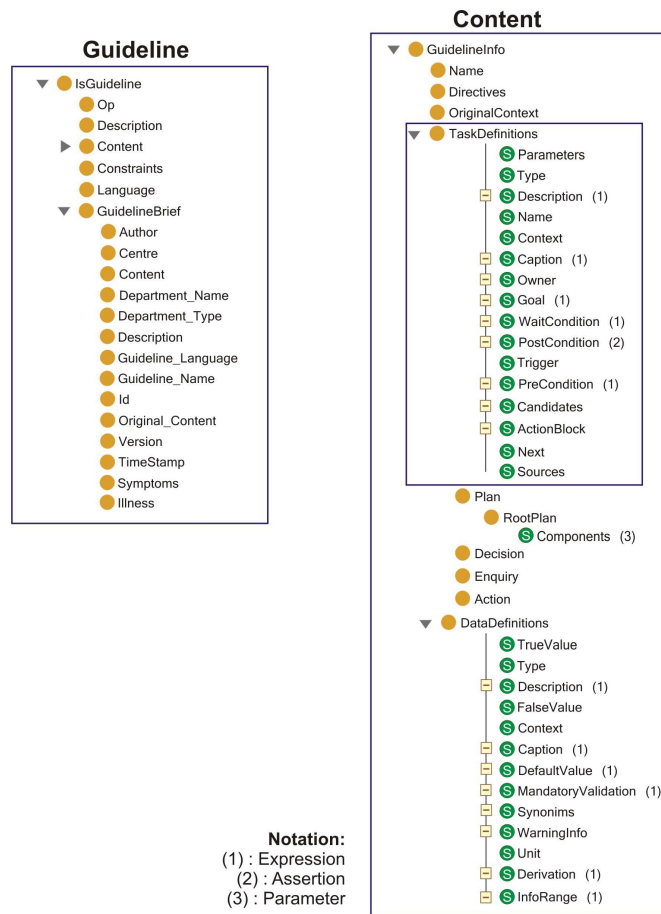 Guideline
IsGuideline
Op
Description
Content
Constraints
Language
GuidelineBrief
Author
Centre
Content
Department_Name
Department_Type
Description
Guideline_Language
Guideline_Name
Id
Original_Content
Version
TimeStamp
Symptoms
Illness
Content
GuidelineInfo
Name
Directives
OriginalContext
TaskDefinitions
S Parameters
S Type
S Description (1)
S Name
S Context
S Caption (1)
S Owner
S Goal (1)
S WaitCondition (1)
S PostCondition (2)
S Trigger
S PreCondition (1)
S Candidates
S ActionBlock
S Next
S Sources
Plan
RootPlan
S Components (3)
Decision
Enquiry
Action
DataDefinitions
S TrueValue
S Type
S Description (1)
S FalseValue
S Context
S Caption (1)
S DefaultValue (1)
S MandatoryValidation (1)
S Synonims
S WarningInfo
S Unit
S Derivation (1)
S InfoRange (1)
Notation:
(1) : Expression
(2) : Assertion
(3) : Parameter